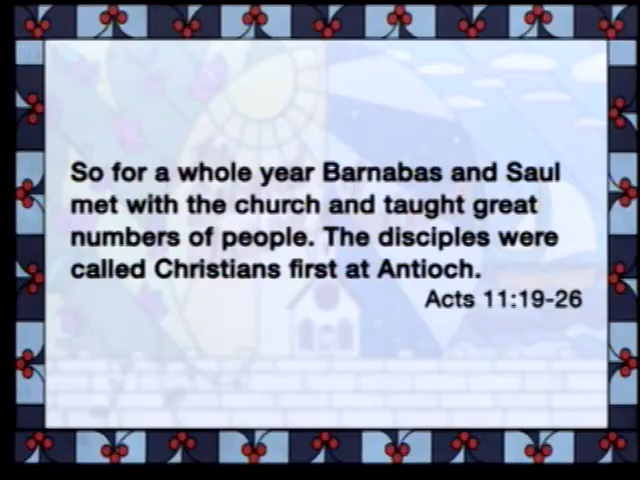 So for a whole year Barnabas and Saul
met with the church and taught great
numbers of people. The disciples were
called Christians first at Antioch.
Acts 11:19-26